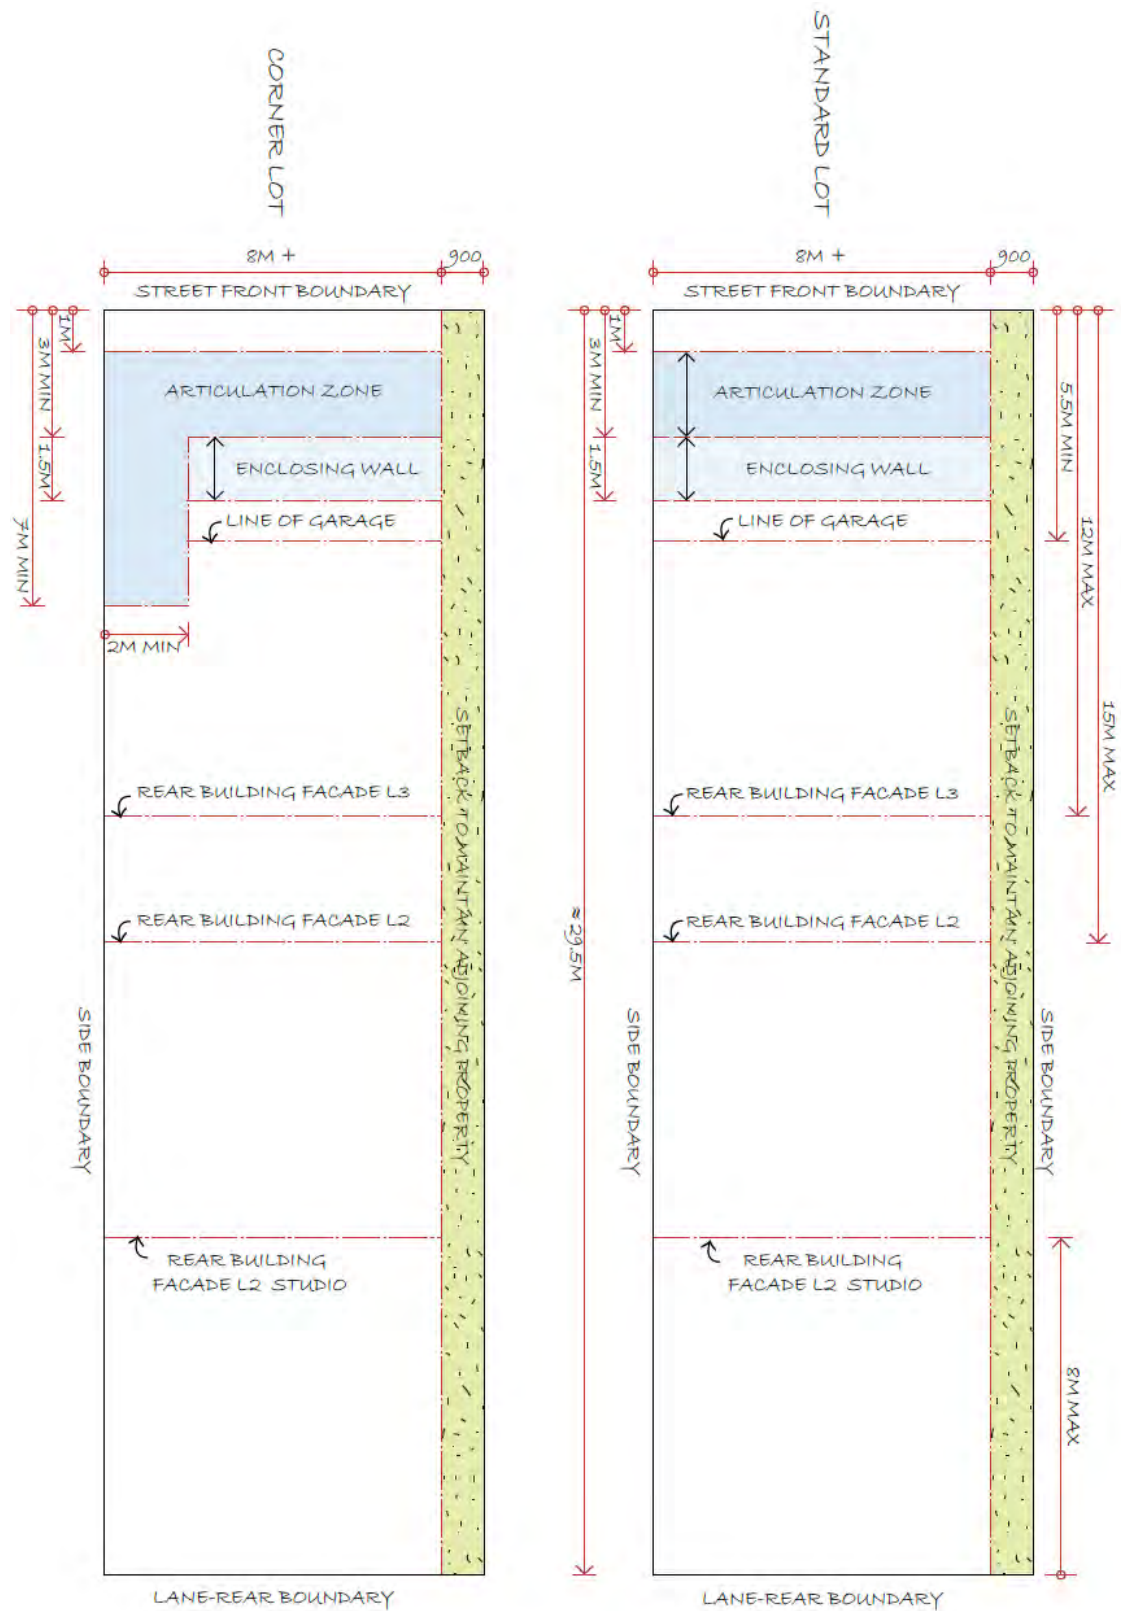 CORNER LOT
8M +
900
STREET FRONT BOUNDARY
1M
3M MIN
1.5M
7M MIN
ARTICULATION ZONE
ENCLOSING WALL
LINE OF GARAGE
2M MIN
REAR BUILDING FACADE L3
REAR BUILDING FACADE L2
SETBACK TO MAINTAIN ADJOINING PROPERTY
SIDE BOUNDARY
REAR BUILDING
FACADE L2 STUDIO
LANE-REAR BOUNDARY
STANDARD LOT
8M +
900
STREET FRONT BOUNDARY
1M
3M MIN
1.5M
≈29.5M
ARTICULATION ZONE
ENCLOSING WALL
LINE OF GARAGE
5.5M MIN
12M MAX
15M MAX
REAR BUILDING FACADE L3
REAR BUILDING FACADE L2
SETBACK TO MAINTAIN ADJOINING PROPERTY
SIDE BOUNDARY
SIDE BOUNDARY
REAR BUILDING
FACADE L2 STUDIO
8M MAX
LANE-REAR BOUNDARY